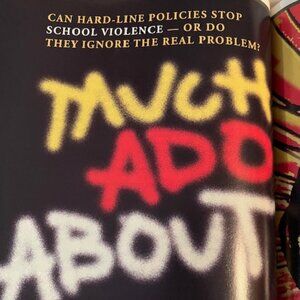 CAN HARD-LINE POLICIES STOP
SCHOOL VIOLENCE — OR DO
THEY IGNORE THE REAL PROBLEM?
MUCH
ADO
ABOUT